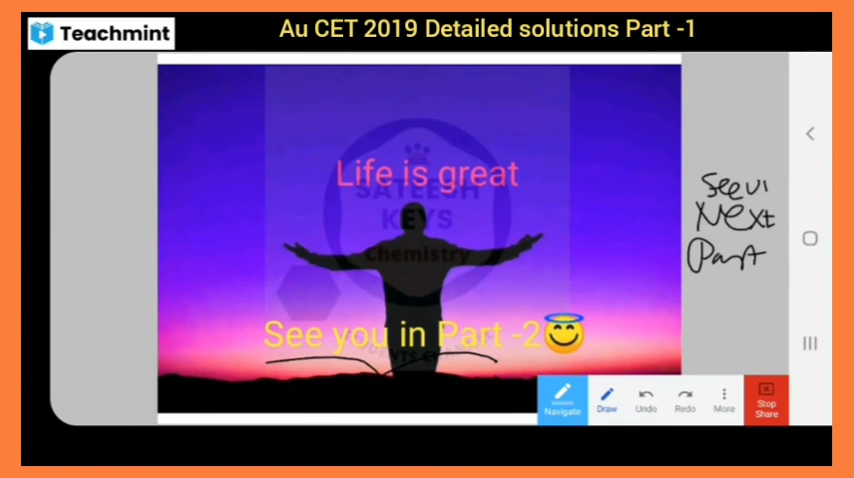 Teachmint
Au CET 2019 Detailed solutions Part -1
Life is great
SATEESH
KEYS
Chemistry
See you in Part -2😇
Next
Part
Navigate
Draw
Undo
Redo
More
Stop
Share